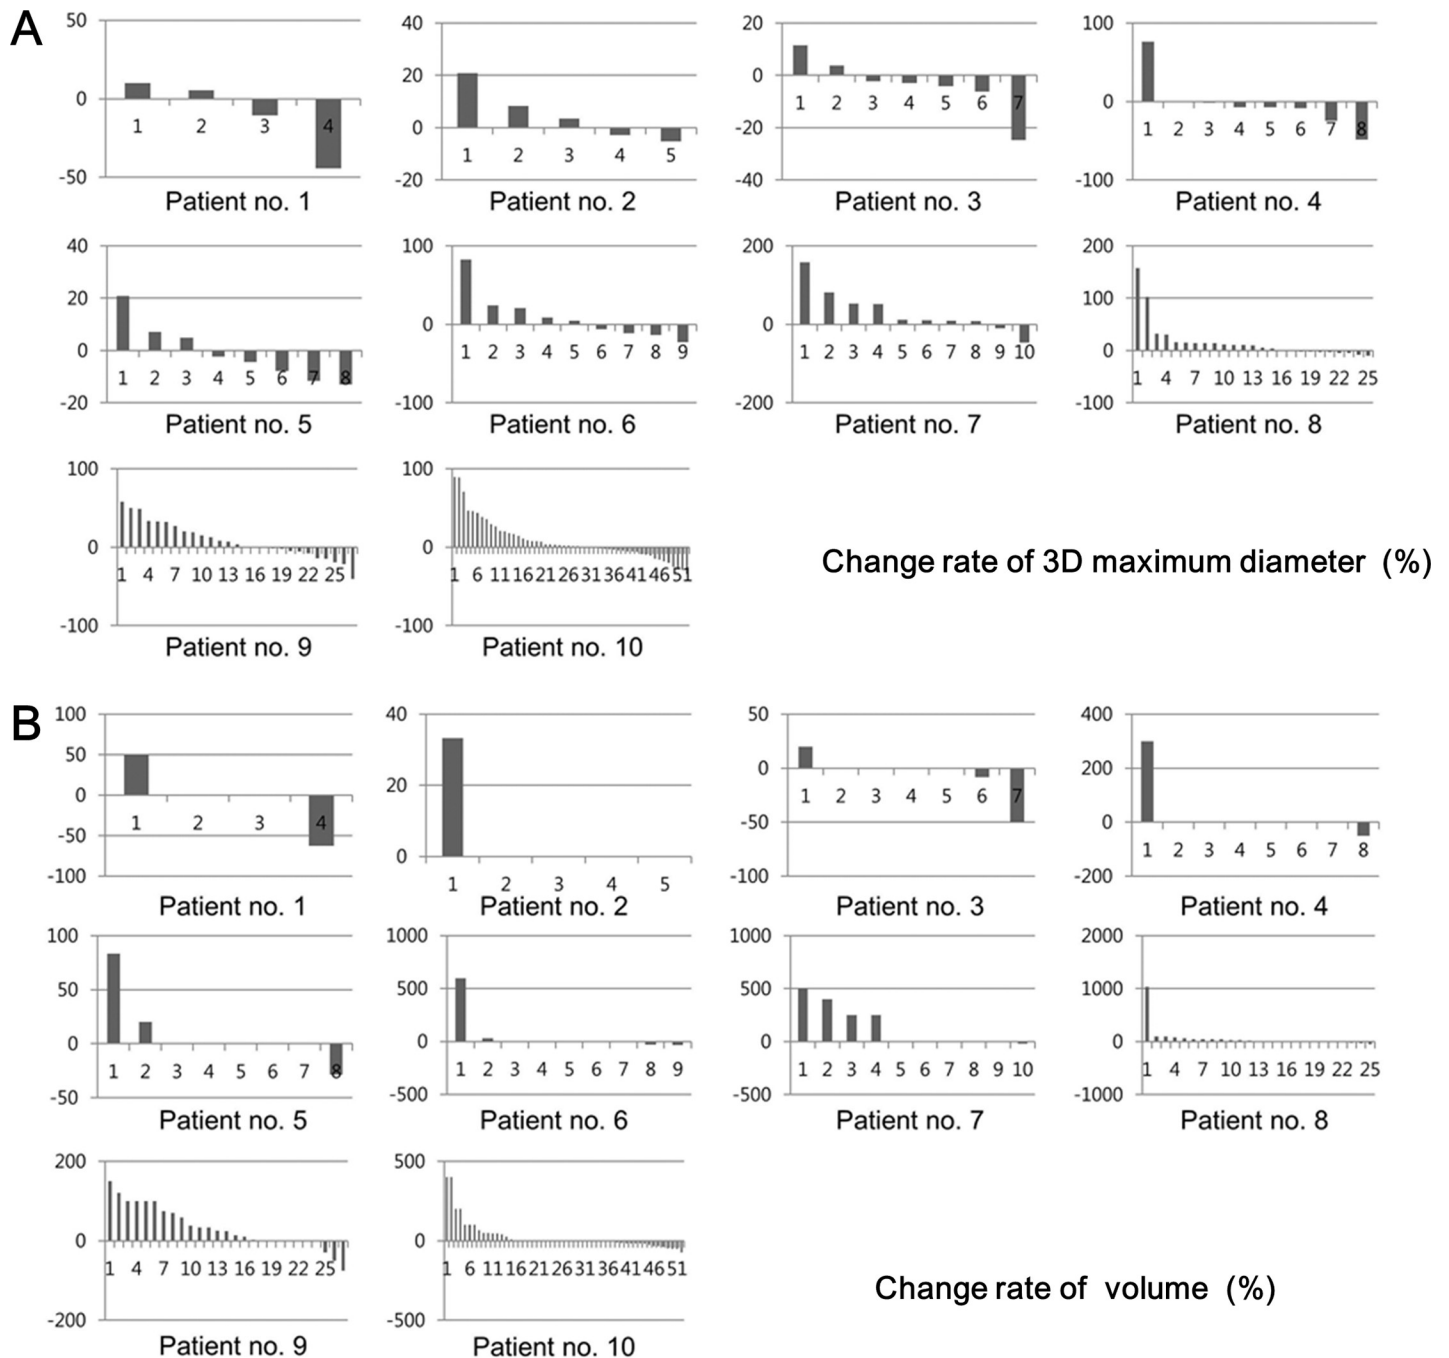 A
50
0
-50
1 2 3 4
Patient no. 1
40
20
0
-20
1 2 3 4 5
Patient no. 2
20
0
-20
-40
1 2 3 4 5 6 7
Patient no. 3
100
0
-100
1 2 3 4 5 6 7 8
Patient no. 4
40
20
0
-20
1 2 3 4 5 6 7 8
Patient no. 5
100
0
-100
1 2 3 4 5 6 7 8 9
Patient no. 6
200
0
-200
1 2 3 4 5 6 7 8 9 10
Patient no. 7
200
100
0
-100
1 4 7 10 13 16 19 22 25
Patient no. 8
100
0
-100
1 4 7 10 13 16 19 22 25
Patient no. 9
100
0
-100
1 6 11 16 21 26 31 36 41 46 51
Patient no. 10
Change rate of 3D maximum diameter (%)
B
100
50
0
-50
-100
1 2 3 4
Patient no. 1
40
20
0
1 2 3 4 5
Patient no. 2
50
0
-50
-100
1 2 3 4 5 6 7
Patient no. 3
400
200
0
-200
1 2 3 4 5 6 7 8
Patient no. 4
100
50
0
-50
1 2 3 4 5 6 7 8
Patient no. 5
1000
500
0
-500
1 2 3 4 5 6 7 8 9
Patient no. 6
1000
500
0
-500
1 2 3 4 5 6 7 8 9 10
Patient no. 7
2000
1000
0
-1000
1 4 7 10 13 16 19 22 25
Patient no. 8
200
0
-200
1 4 7 10 13 16 19 22 25
Patient no. 9
500
0
-500
1 6 11 16 21 26 31 36 41 46 51
Patient no. 10
Change rate of volume (%)